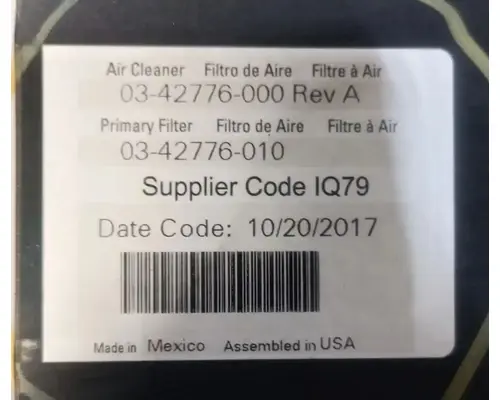 Air Cleaner Filtro de Aire Filtre à Air
03-42776-000 Rev A
Primary Filter Filtro de Aire Filtre à Air
03-42776-010
Supplier Code IQ79
Date Code: 10/20/2017
Made in Mexico Assembled in USA